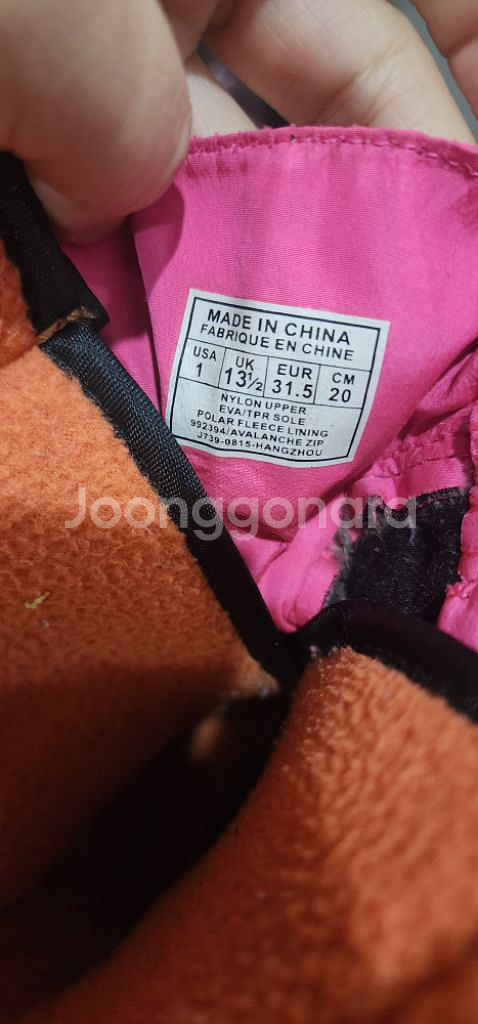 MADE IN CHINA
FABRIQUE EN CHINE
USA UK EUR CM
1 13½ 31.5 20
NYLON UPPER
EVA/TPR SOLE
POLAR FLEECE LINING
992394/AVALANCHE ZIP
J739-0815-HANGZHOU
Joonggonara